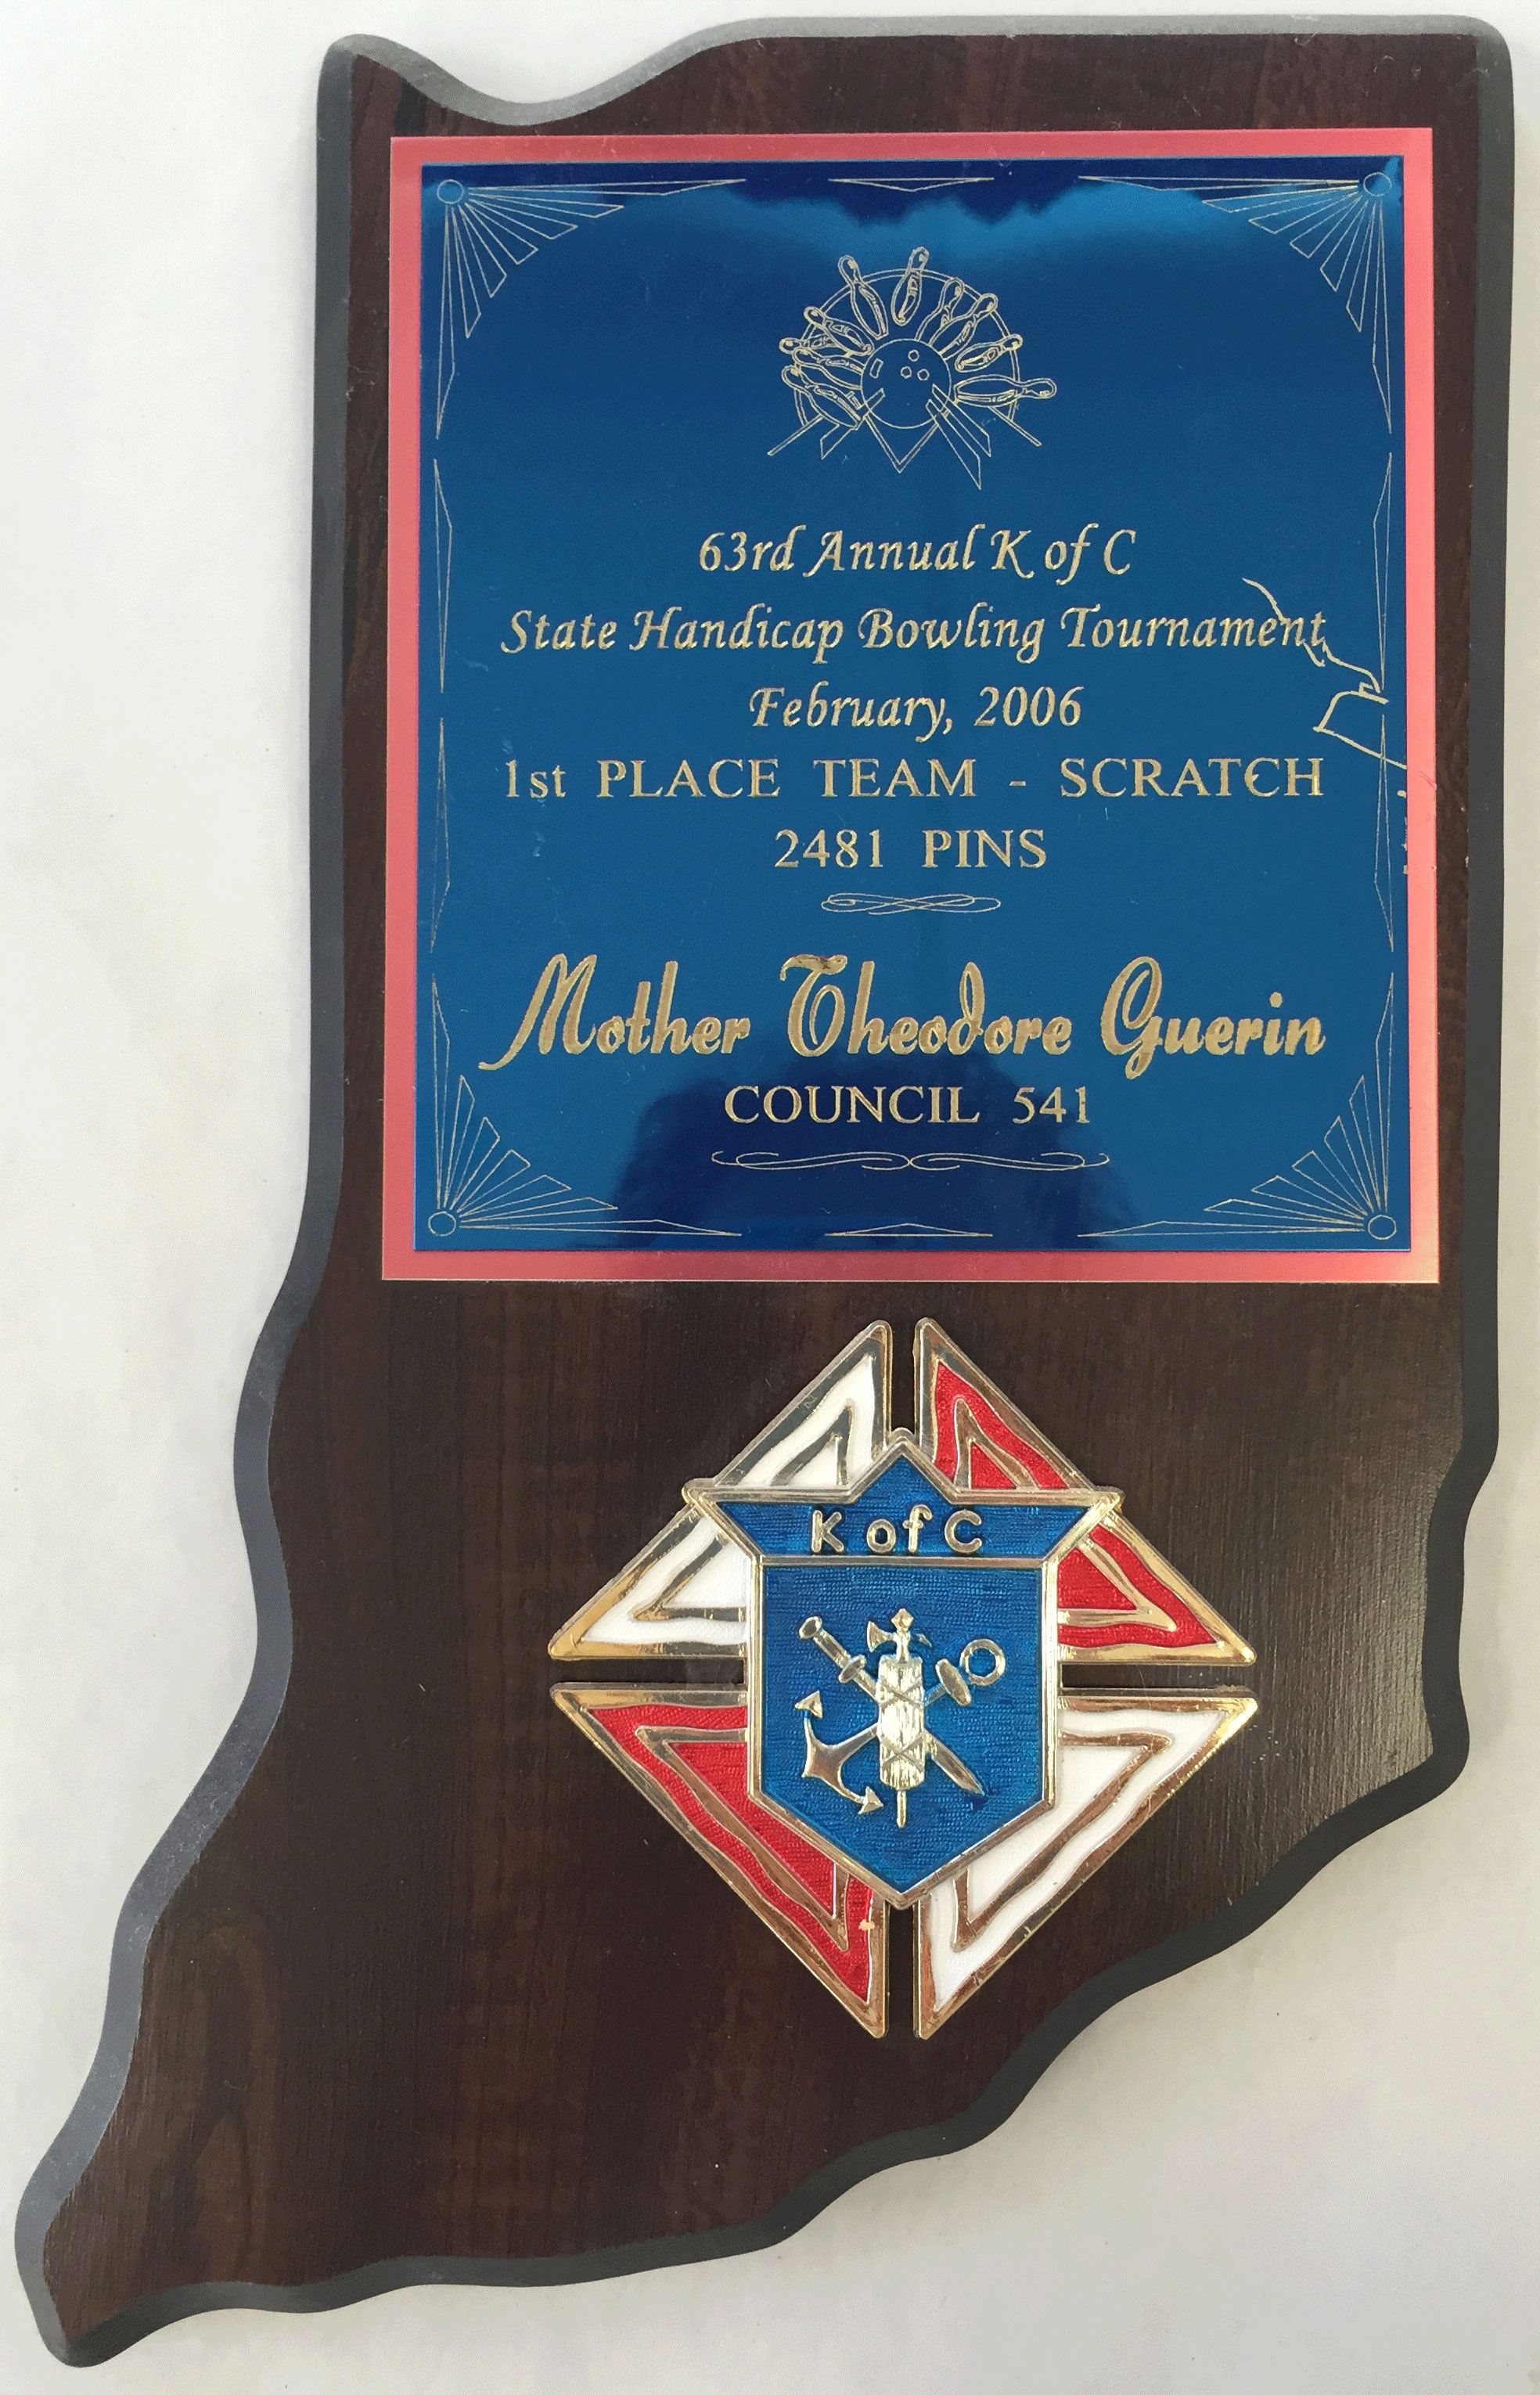 63rd Annual K of C
State Handicap Bowling Tournament
February, 2006
1st PLACE TEAM - SCRATCH
2481 PINS
Mother Theodore Guerin
COUNCIL 541
K of C